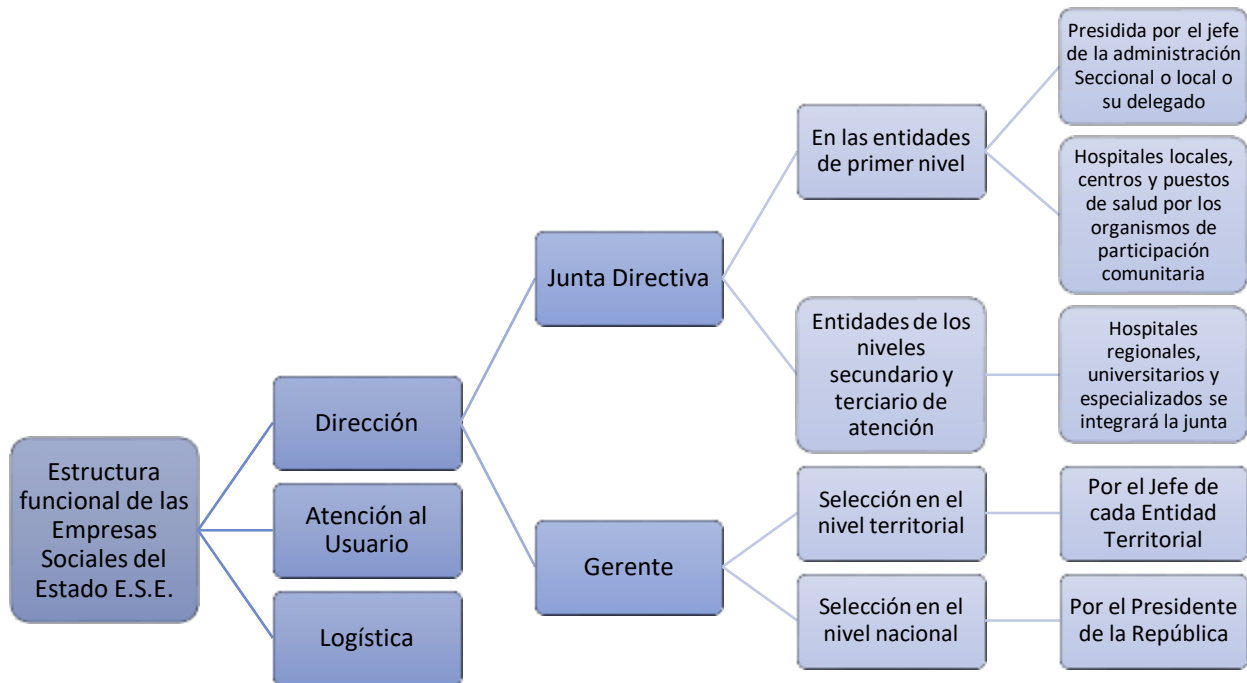 Estructura
funcional de las
Empresas
Sociales del
Estado E.S.E.
Dirección
Junta Directiva
En las entidades
de primer nivel
Presidida por el jefe
de la administración
Seccional o local o
su delegado
Hospitales locales,
centros y puestos
de salud por los
organismos de
participación
comunitaria
Entidades de los
niveles
secundario y
terciario de
atención
Hospitales
regionales,
universitarios y
especializados se
integrará la junta
Gerente
Selección en el
nivel territorial
Por el Jefe de
cada Entidad
Territorial
Selección en el
nivel nacional
Por el Presidente
de la República
Atención al
Usuario
Logística